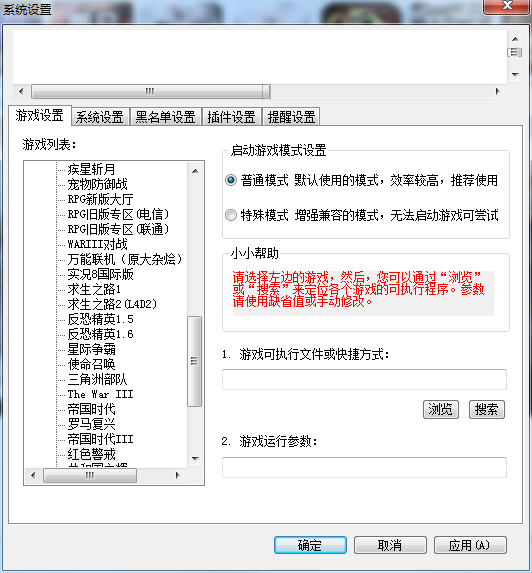 系统设置
游戏设置
系统设置
黑名单设置
插件设置
提醒设置
游戏列表：
疾星斩月
宠物防御战
RPG新版大厅
RPG旧版专区(电信)
RPG旧版专区(联通)
WARIII对战
万能联机（原大杂烩）
实况8国际版
求生之路1
求生之路2(L4D2)
反恐精英1.5
反恐精英1.6
星际争霸
使命召唤
三角洲部队
The War III
帝国时代
罗马复兴
帝国时代III
红色警戒
启动游戏模式设置
普通模式 默认使用的模式，效率较高，推荐使用
特殊模式 增强兼容的模式，无法启动游戏可尝试
小小帮助
请选择左边的游戏，然后，您可以通过“浏览”
或“搜索”来定位各个游戏的可执行程序。参数
请使用缺省值或手动修改。
1. 游戏可执行文件或快捷方式：
浏览
搜索
2. 游戏运行参数：
确定
取消
应用(A)